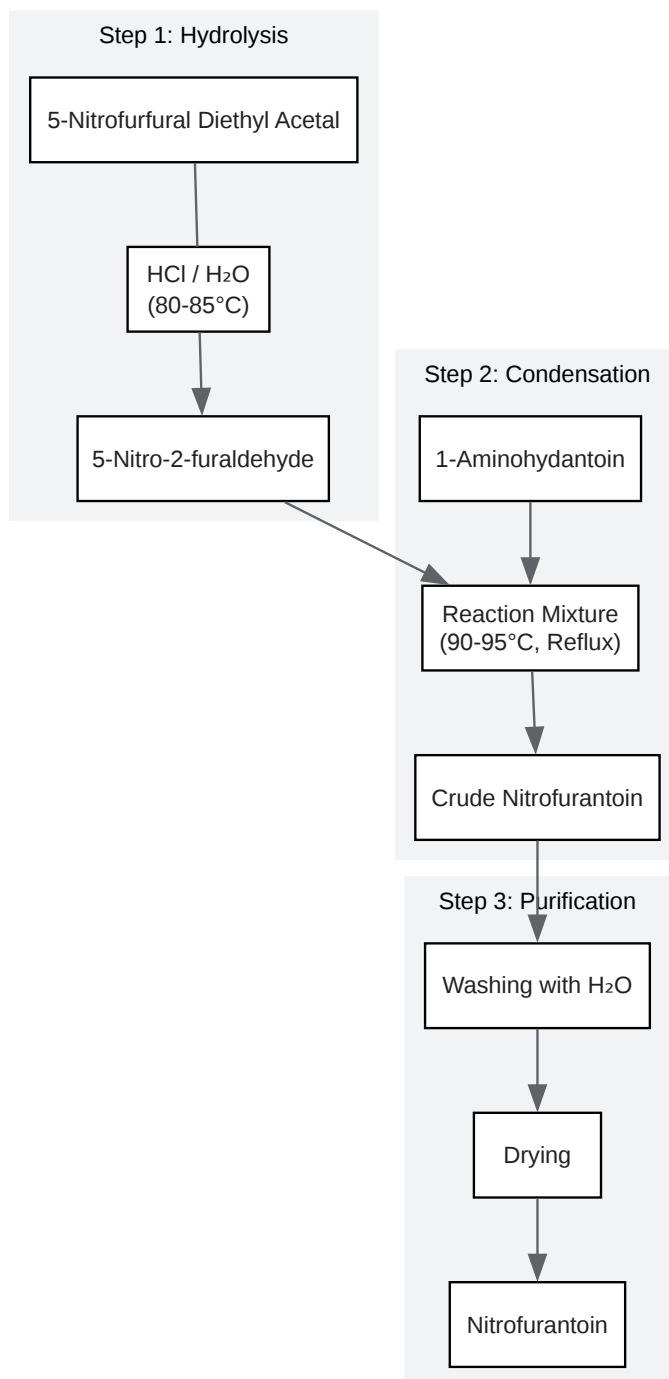 Step 1: Hydrolysis
5-Nitrofurfural Diethyl Acetal
HCl / H₂O
(80-85°C)
5-Nitro-2-furaldehyde
Step 2: Condensation
1-Aminohydantoin
Reaction Mixture
(90-95°C, Reflux)
Crude Nitrofurantoin
Step 3: Purification
Washing with H₂O
Drying
Nitrofurantoin